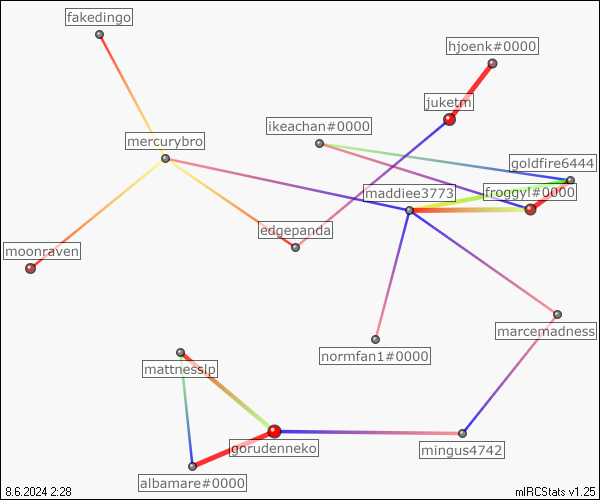 fakedingo
hjoenk#0000
juketm
ikeachan#0000
mercurybro
goldfire6444
maddiee3773
froggyl#0000
edgepanda
moonraven
marcemadness
normfan1#0000
mattnesslp
gorudenneko
mingus4742
albamare#0000
8.6.2024 2:28
mIRCStats v1.25